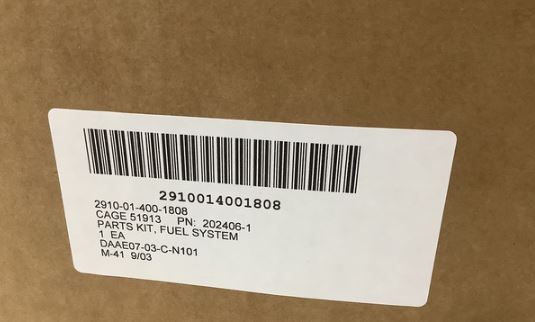 2910014001808
2910-01-400-1808
CAGE 51913 PN: 202406-1
PARTS KIT, FUEL SYSTEM
1 EA
DAAE07-03-C-N101
M-41 9/03